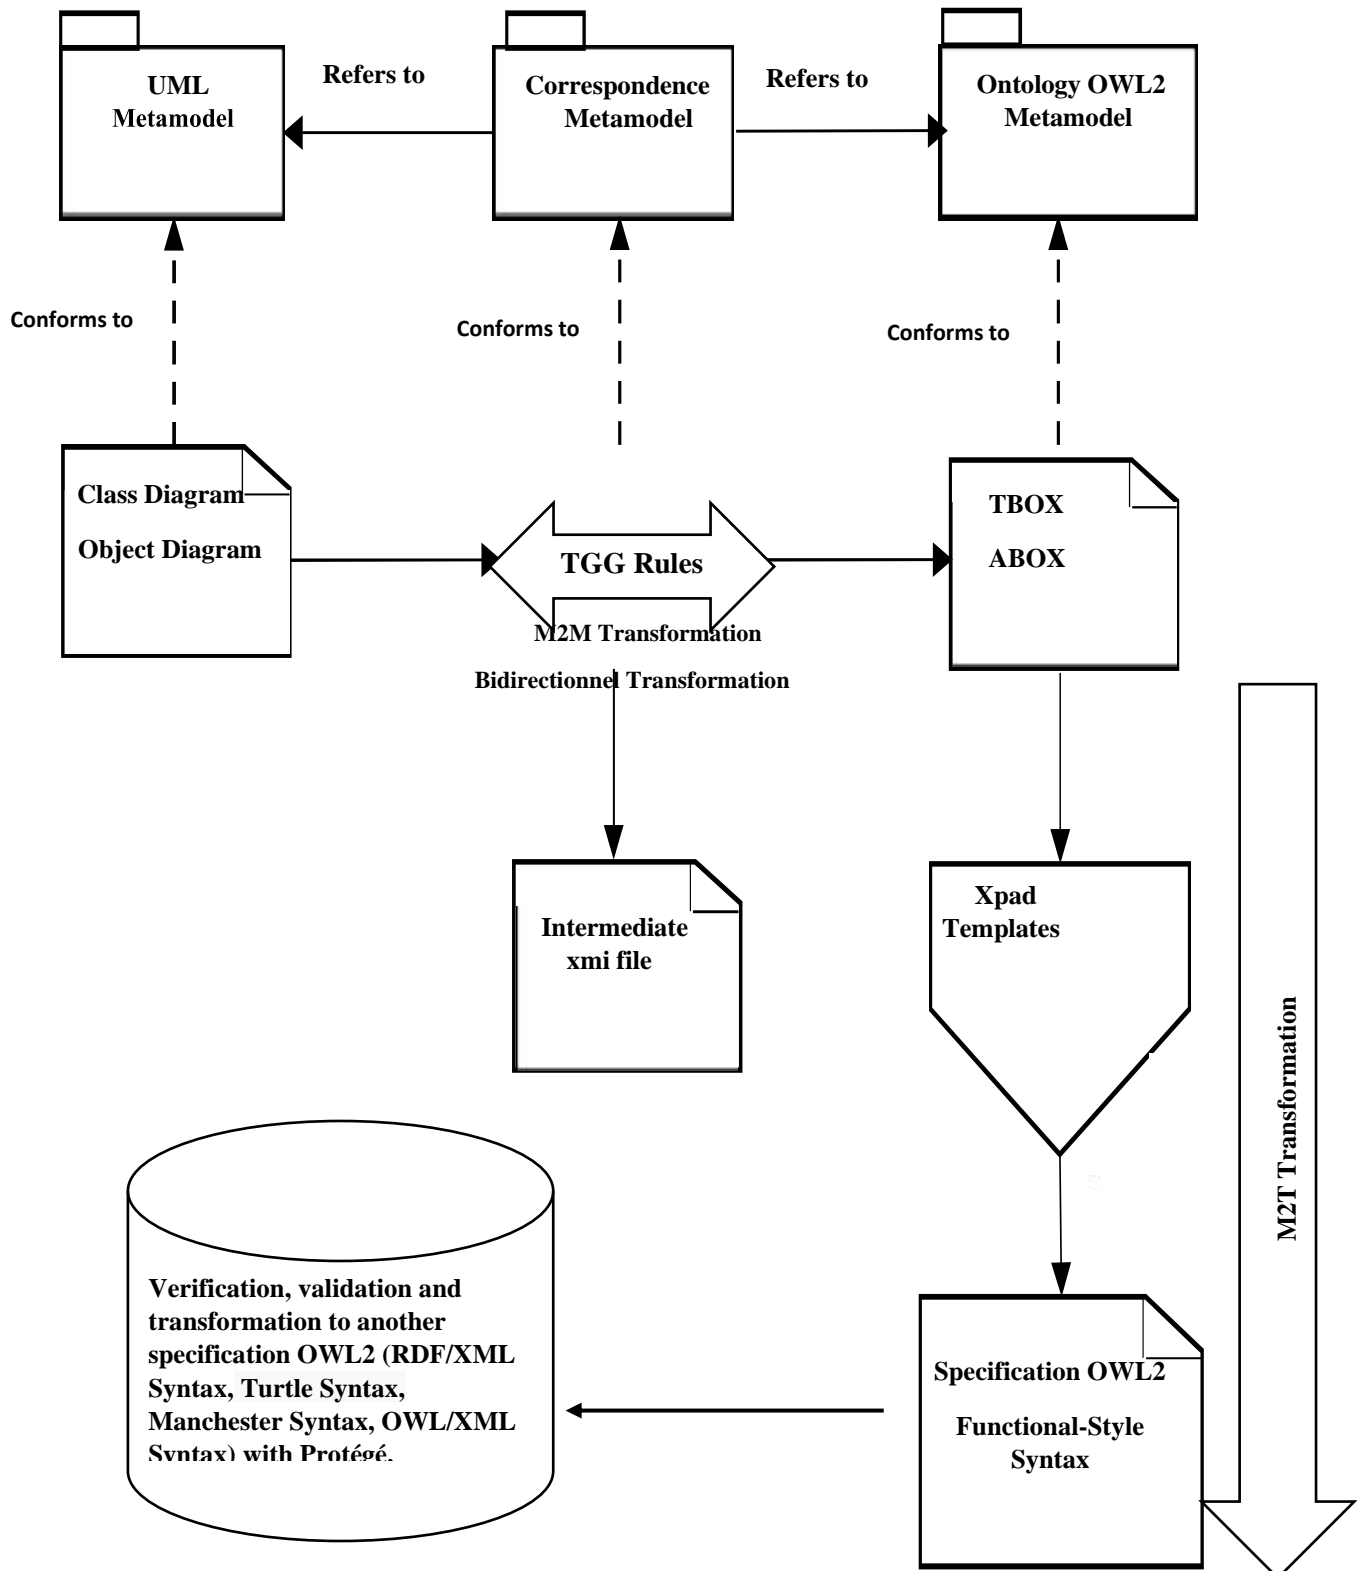 UML
Metamodel
Refers to
Correspondence
Metamodel
Refers to
Ontology OWL2
Metamodel
Conforms to
Conforms to
Conforms to
Class Diagram
Object Diagram
TGG Rules
M2M Transformation
Bidirectionnel Transformation
TBOX
ABOX
Intermediate
xmi file
Xpad
Templates
M2T Transformation
Verification, validation and
transformation to another
specification OWL2 (RDF/XML
Syntax, Turtle Syntax,
Manchester Syntax, OWL/XML
Syntax) with Protégé.
Specification OWL2
Functional-Style
Syntax